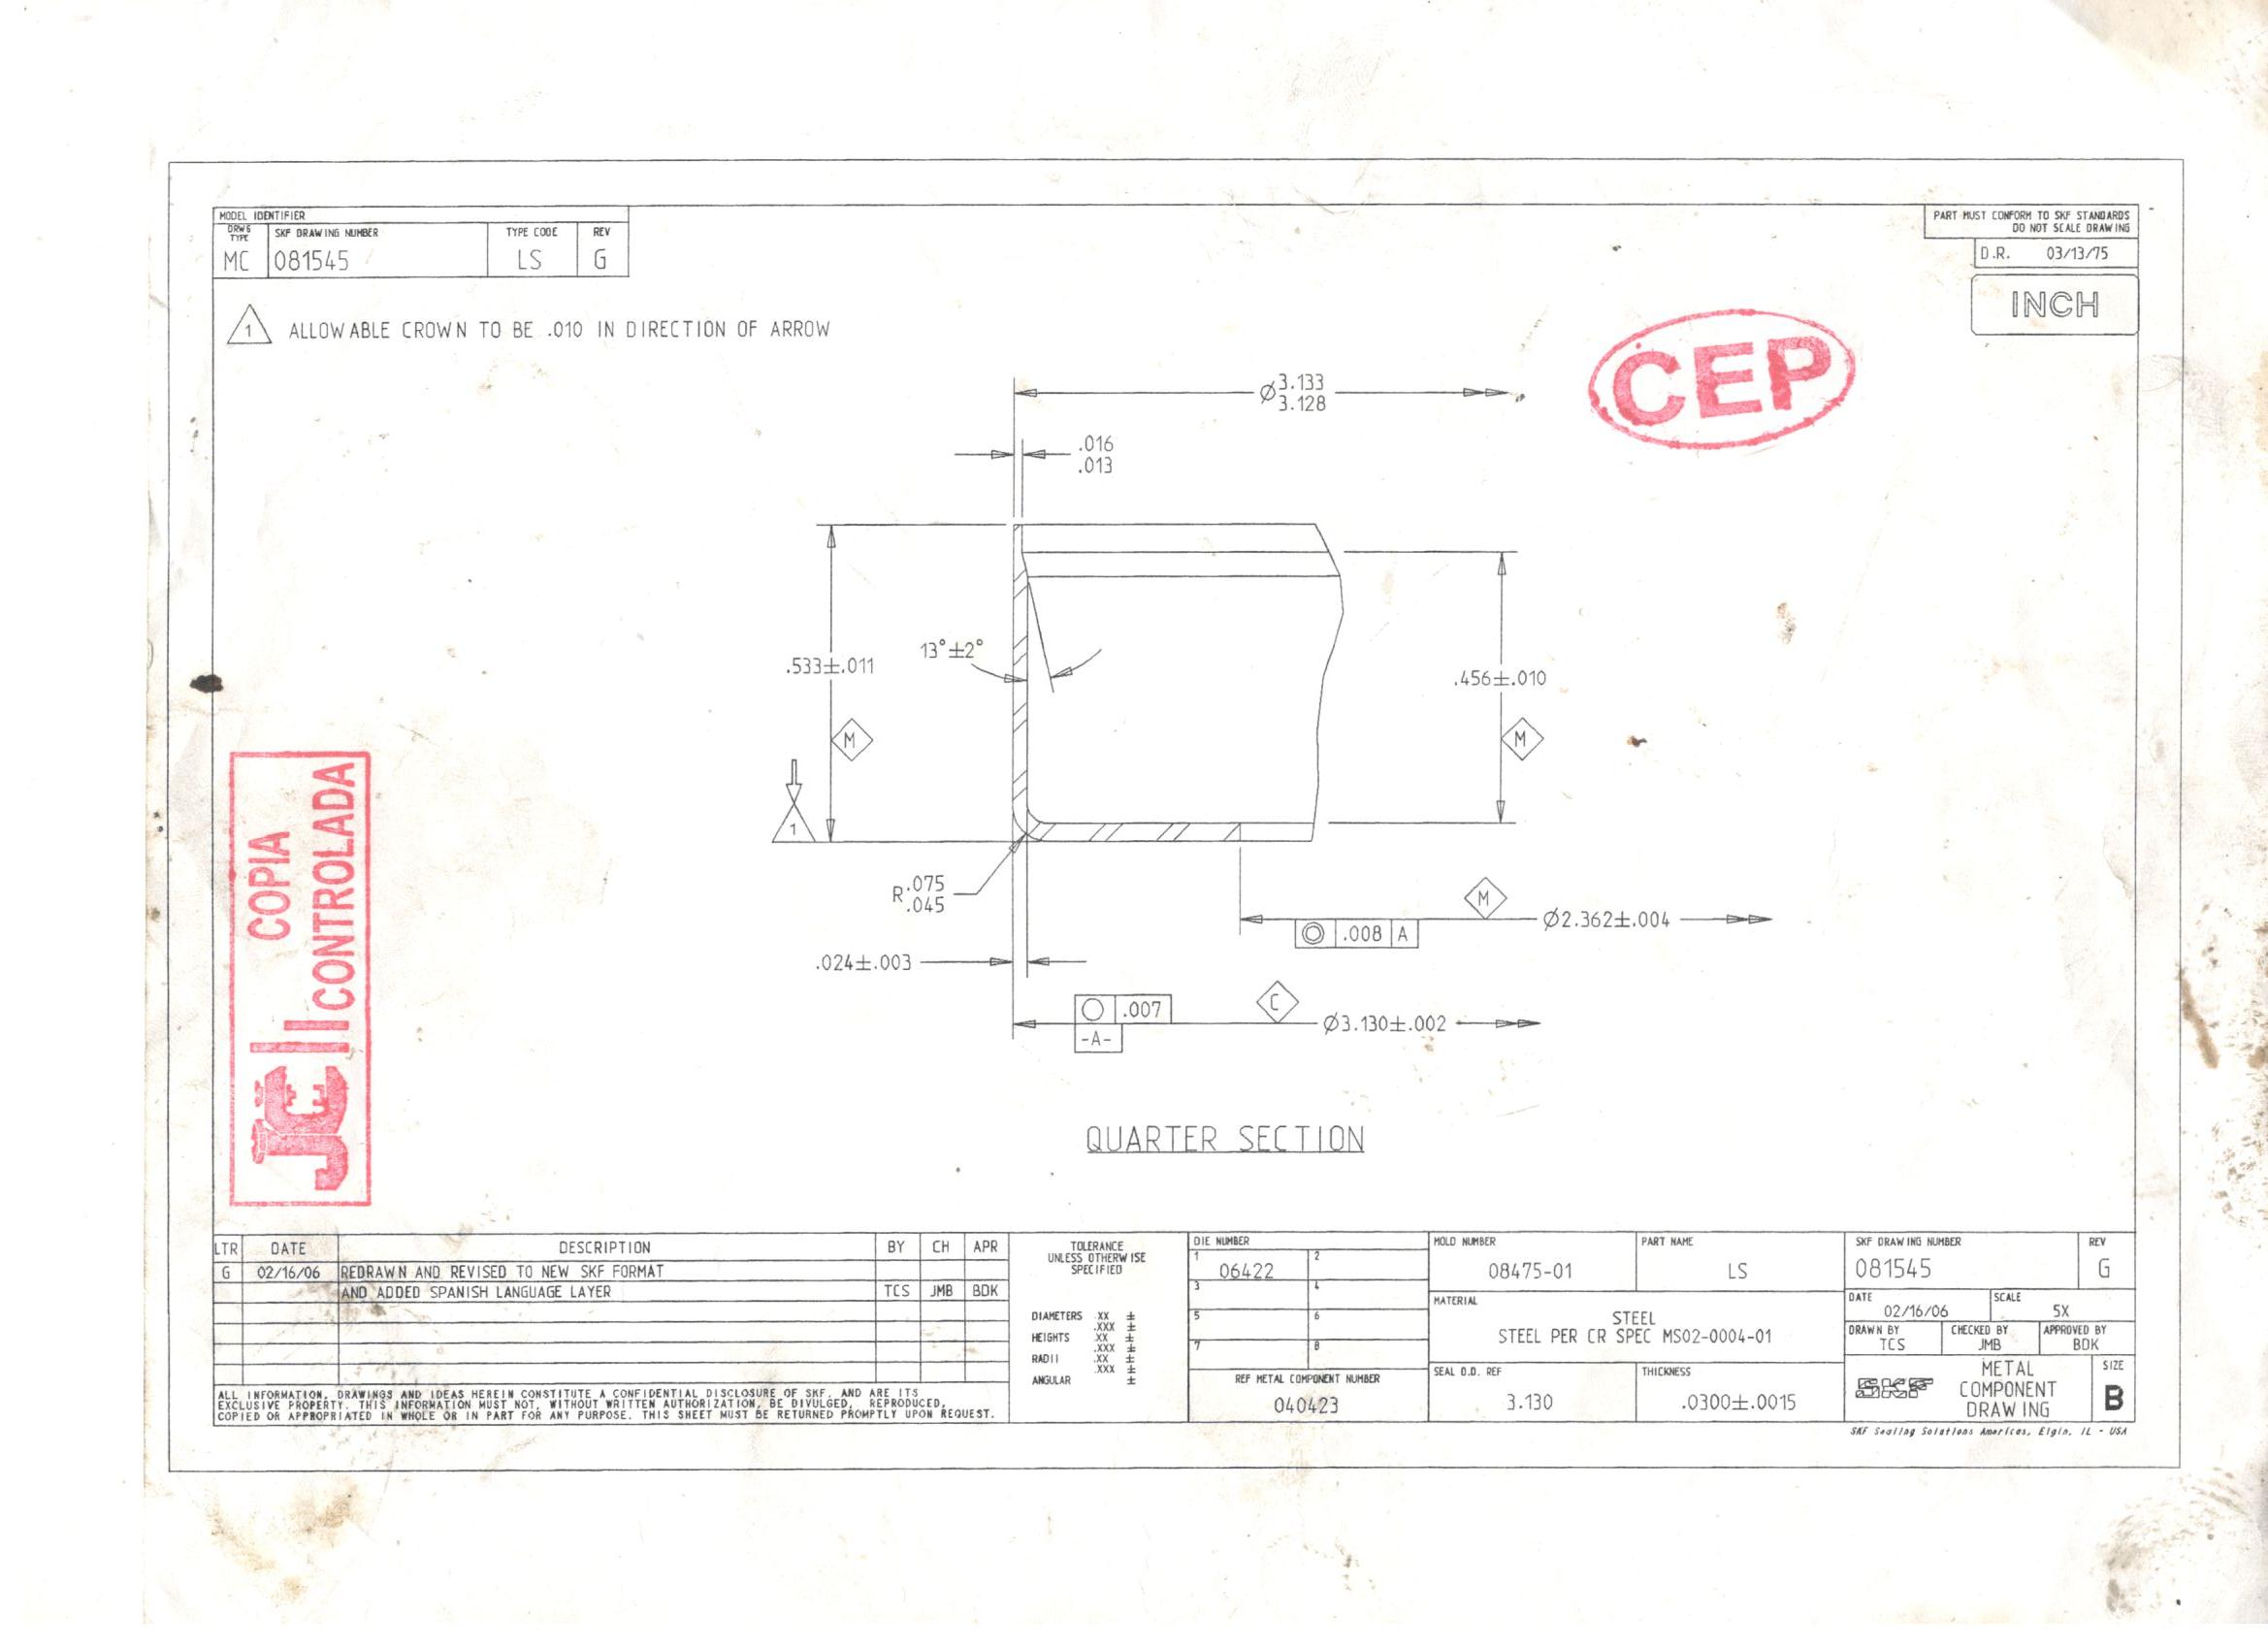 MODEL IDENTIFIER
DRWG TYPE
SKF DRAWING NUMBER
TYPE CODE
REV
MC
081545
LS
G
PART MUST CONFORM TO SKF STANDARDS
DO NOT SCALE DRAWING
D.R. 03/13/75
INCH
1 ALLOWABLE CROWN TO BE .010 IN DIRECTION OF ARROW
CEP
Ø3.133
3.128
.016
.013
13°±2°
.533±.011
.456±.010
M
M
1
R.075
.045
M
Ø2.362±.004
◎ .008 A
.024±.003
○ .007
-A-
C
Ø3.130±.002
COPIA
CONTROLADA
QUARTER SECTION
LTR DATE DESCRIPTION BY CH APR
G 02/16/06 REDRAWN AND REVISED TO NEW SKF FORMAT
AND ADDED SPANISH LANGUAGE LAYER TCS JMB BDK
ALL INFORMATION, DRAWINGS AND IDEAS HEREIN CONSTITUTE A CONFIDENTIAL DISCLOSURE OF SKF. AND ARE ITS
EXCLUSIVE PROPERTY. THIS INFORMATION MUST NOT, WITHOUT WRITTEN AUTHORIZATION, BE DIVULGED, REPRODUCED,
COPIED OR APPROPRIATED IN WHOLE OR IN PART FOR ANY PURPOSE. THIS SHEET MUST BE RETURNED PROMPTLY UPON REQUEST.
TOLERANCE
UNLESS OTHERWISE
SPECIFIED
DIAMETERS .XX ±
.XXX ±
HEIGHTS .XX ±
.XXX ±
RADII .XX ±
.XXX ±
ANGULAR ±
DIE NUMBER
1 06422 2
3 4
5 6
7 8
REF METAL COMPONENT NUMBER
040423
MOLD NUMBER
08475-01
PART NAME
LS
MATERIAL
STEEL
STEEL PER CR SPEC MS02-0004-01
SEAL O.D. REF
3.130
THICKNESS
.0300±.0015
SKF DRAWING NUMBER
081545
REV
G
DATE
02/16/06
SCALE
5X
DRAWN BY
TCS
CHECKED BY
JMB
APPROVED BY
BDK
SKF
METAL
COMPONENT
DRAWING
SIZE
B
SKF Sealing Solutions Americas, Elgin, IL - USA